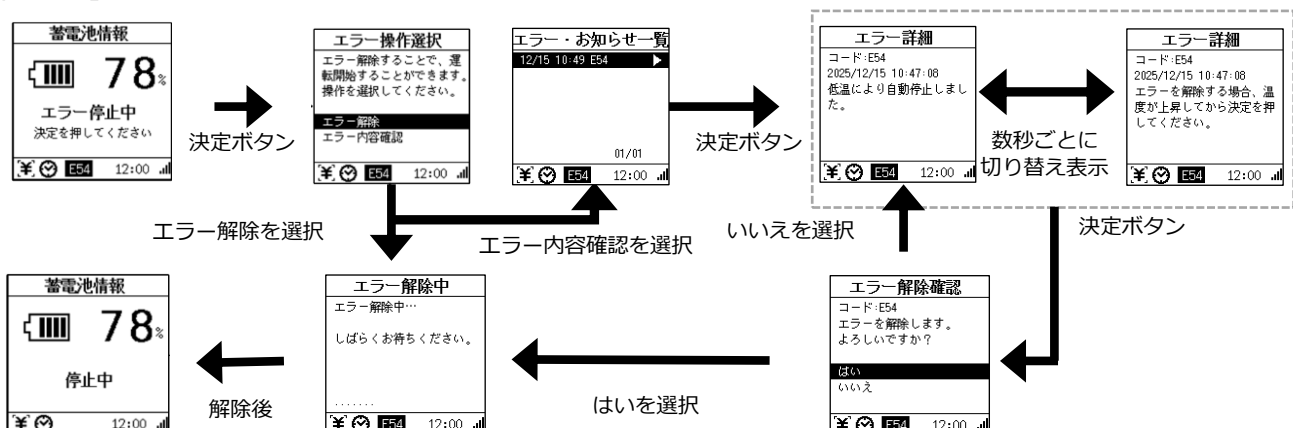 蓄電池情報
78%
エラー停止中
決定を押してください
¥ E54 12:00
決定ボタン
エラー操作選択
エラー解除することで、運
転開始することができます。
操作を選択してください。
エラー解除
エラー内容確認
¥ E54 12:00
エラー・お知らせ一覧
12/15 10:49 E54
01/01
¥ E54 12:00
決定ボタン
エラー詳細
コード:E54
2025/12/15 10:47:08
低温により自動停止しまし
た。
¥ E54 12:00
数秒ごとに
切り替え表示
エラー詳細
コード:E54
2025/12/15 10:47:08
エラーを解除する場合、温
度が上昇してから決定を押
してください。
¥ E54 12:00
エラー解除を選択
エラー内容確認を選択
いいえを選択
決定ボタン
蓄電池情報
78%
停止中
¥ 12:00
解除後
エラー解除中
エラー解除中…
しばらくお待ちください。
.......
¥ E54 12:00
はいを選択
エラー解除確認
コード:E54
エラーを解除します。
よろしいですか?
はい
いいえ
¥ E54 12:00